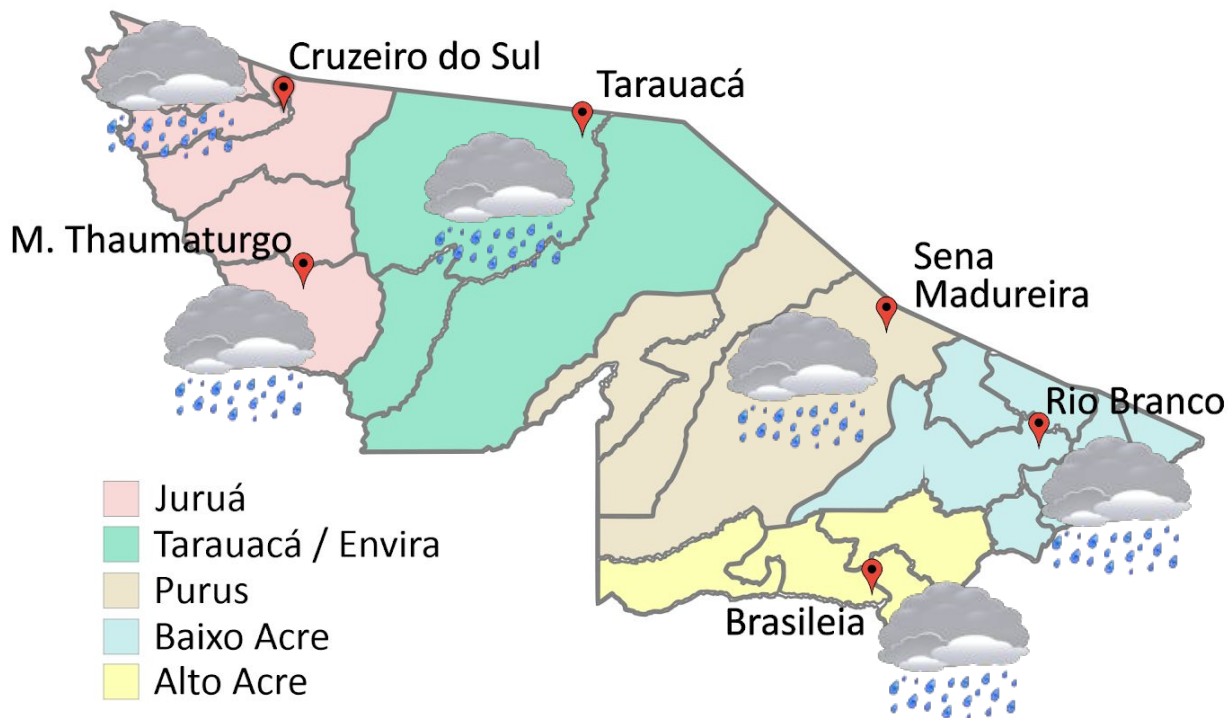 Cruzeiro do Sul
Tarauacá
M. Thaumaturgo
Sena
Madureira
Rio Branco
Brasileia
Juruá
Tarauacá / Envira
Purus
Baixo Acre
Alto Acre